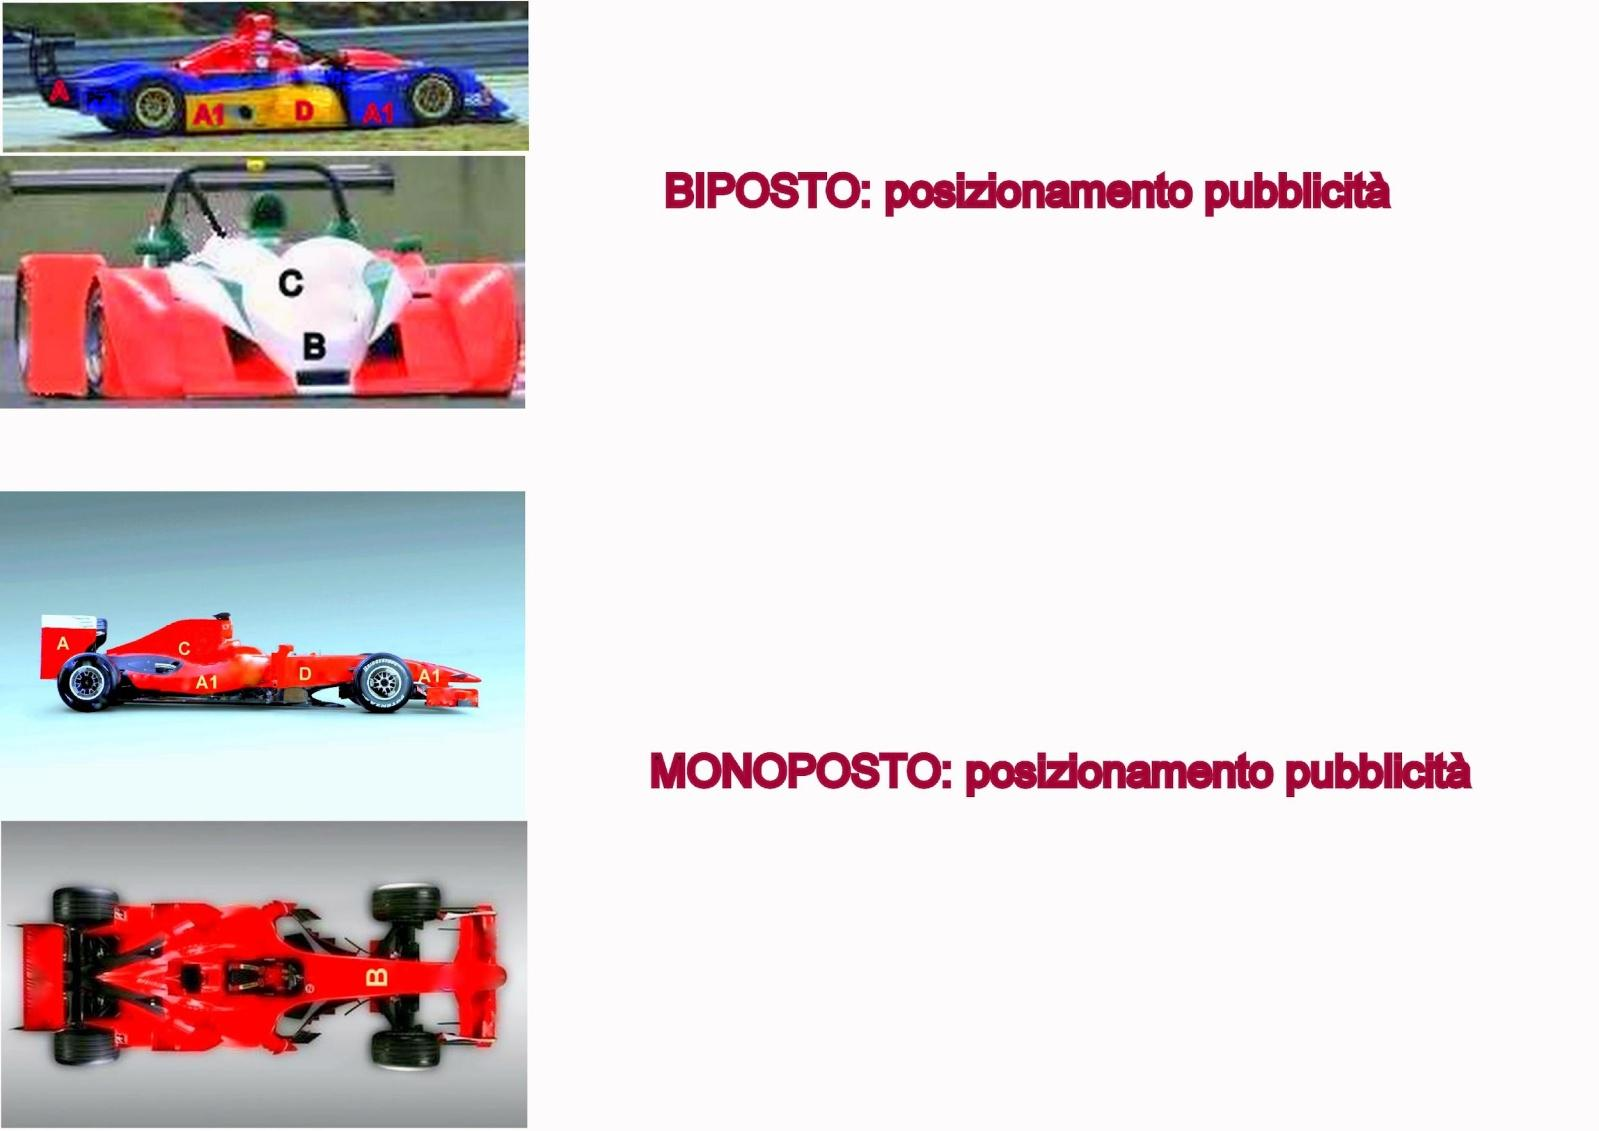 A
A1
D
A1
BIPOSTO: posizionamento pubblicità
C
B
A
C
A1
D
A1
MONOPOSTO: posizionamento pubblicità
B